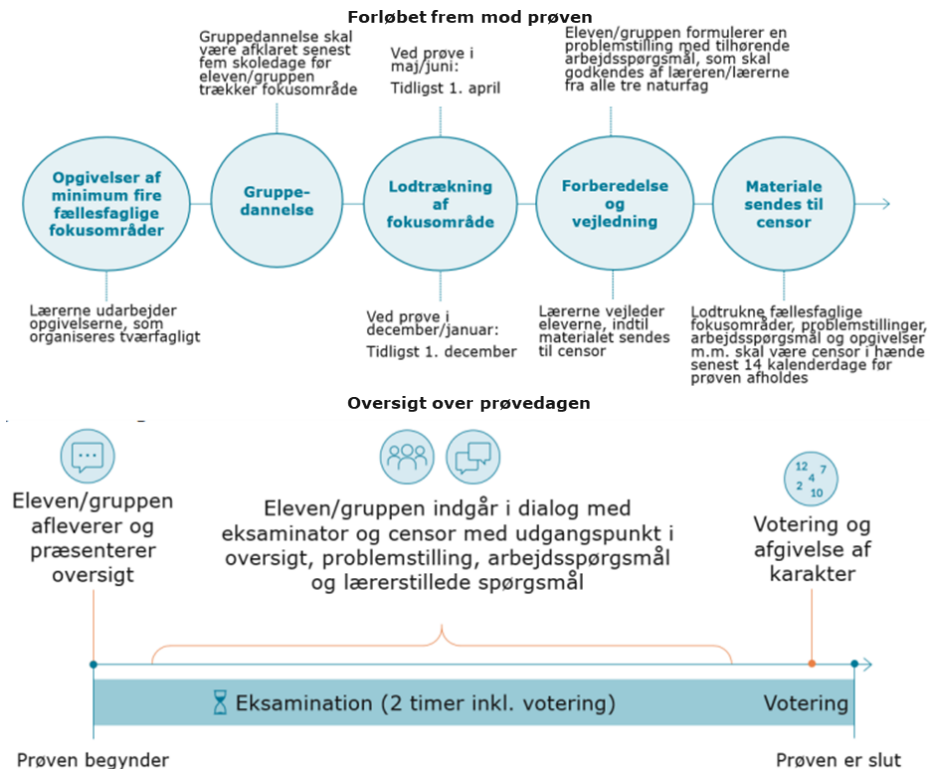 Forløbet frem mod prøven
Gruppedannelse skal
være afklaret senest
fem skoledage før
eleven/gruppen
trækker fokusområde
Ved prøve i
maj/juni:
Tidligst 1. april
Eleven/gruppen formulerer en
problemstilling med tilhørende
arbejdsspørgsmål, som skal
godkendes af læreren/lærerne
fra alle tre naturfag
Opgivelser af
minimum fire
fællesfaglige
fokusområder
Gruppe-
dannelse
Lodtrækning
af
fokusområde
Forberedelse
og
vejledning
Materiale
sendes til
censor
Lærerne udarbejder
opgivelserne, som
organiseres tværfagligt
Ved prøve i
december/januar:
Tidligst 1. december
Lærerne vejleder
eleverne, indtil
materialet sendes
til censor
Lodtrukne fællesfaglige
fokusområder, problemstillinger,
arbejdsspørgsmål og opgivelser
m.m. skal være censor i hænde
senest 14 kalenderdage før
prøven afholdes
Oversigt over prøvedagen
Eleven/gruppen
afleverer og
præsenterer
oversigt
Eleven/gruppen indgår i dialog med
eksaminator og censor med udgangspunkt i
oversigt, problemstilling, arbejdsspørgsmål
og lærerstillede spørgsmål
12 4 7
2 10
Votering og
afgivelse af
karakter
Eksamination (2 timer inkl. votering)
Votering
Prøven begynder
Prøven er slut